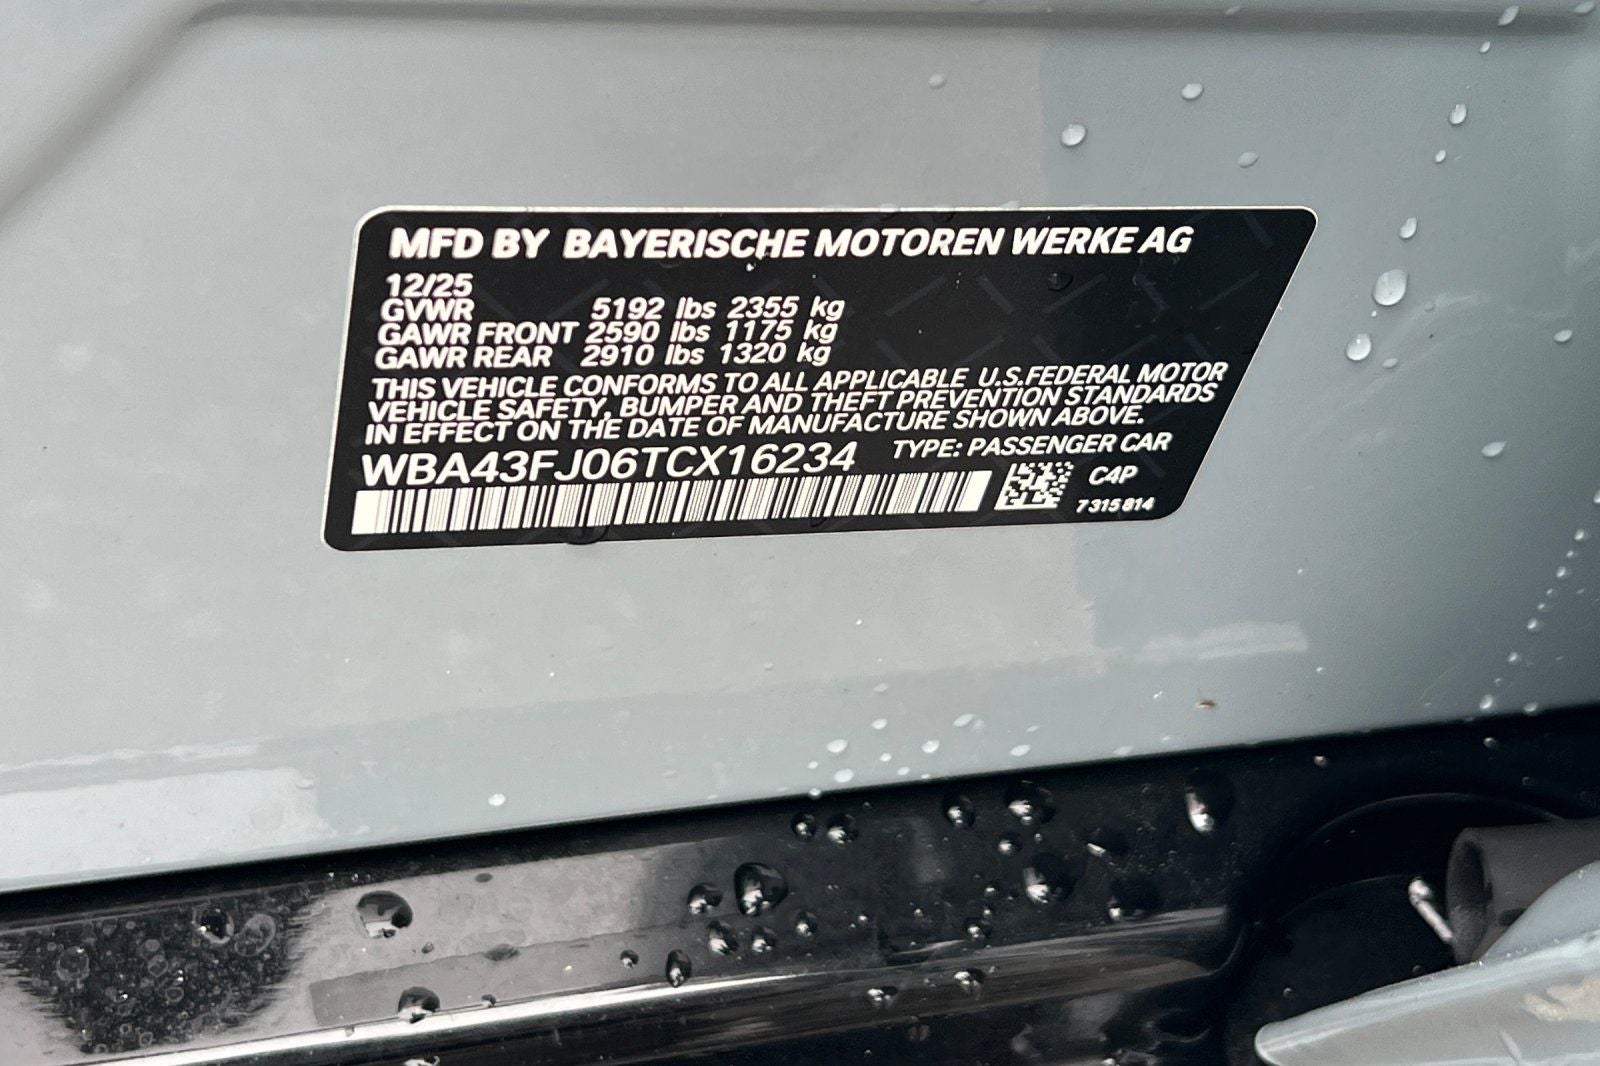 MFD BY BAYERISCHE MOTOREN WERKE AG
12/25
GVWR 5192 lbs 2355 kg
GAWR FRONT 2590 lbs 1175 kg
GAWR REAR 2910 lbs 1320 kg
THIS VEHICLE CONFORMS TO ALL APPLICABLE U.S.FEDERAL MOTOR
VEHICLE SAFETY, BUMPER AND THEFT PREVENTION STANDARDS
IN EFFECT ON THE DATE OF MANUFACTURE SHOWN ABOVE.
WBA43FJ06TCX16234 TYPE: PASSENGER CAR
C4P
7 315 814